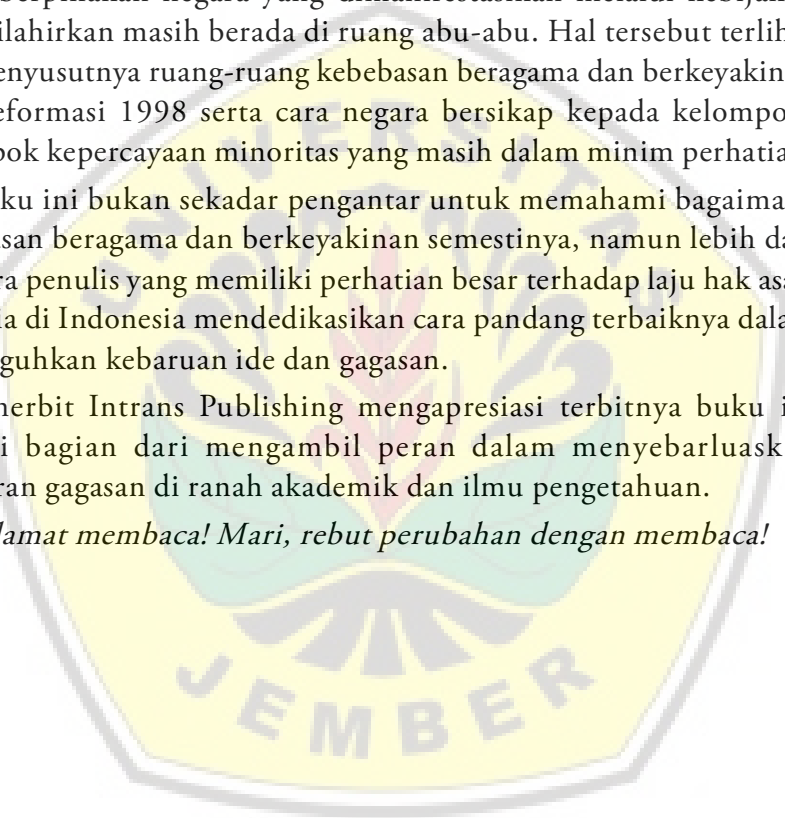 ilahirkan masih berada di ruang abu-abu. Hal tersebut terlih
enyusutnya ruang-ruang kebebasan beragama dan berkeyakin
eformasi 1998 serta cara negara bersikap kepada kelompo
ok kepercayaan minoritas yang masih dalam minim perhatia
ku ini bukan sekadar pengantar untuk memahami bagaima
san beragama dan berkeyakinan semestinya, namun lebih da
ra penulis yang memiliki perhatian besar terhadap laju hak asa
ia di Indonesia mendedikasikan cara pandang terbaiknya dala
guhkan kebaruan ide dan gagasan.
nerbit Intrans Publishing mengapresiasi terbitnya buku i
i bagian dari mengambil peran dalam menyebarluask
ran gagasan di ranah akademik dan ilmu pengetahuan.
lamat membaca! Mari, rebut perubahan dengan membaca!
UNIVERSITAS
JEMBER